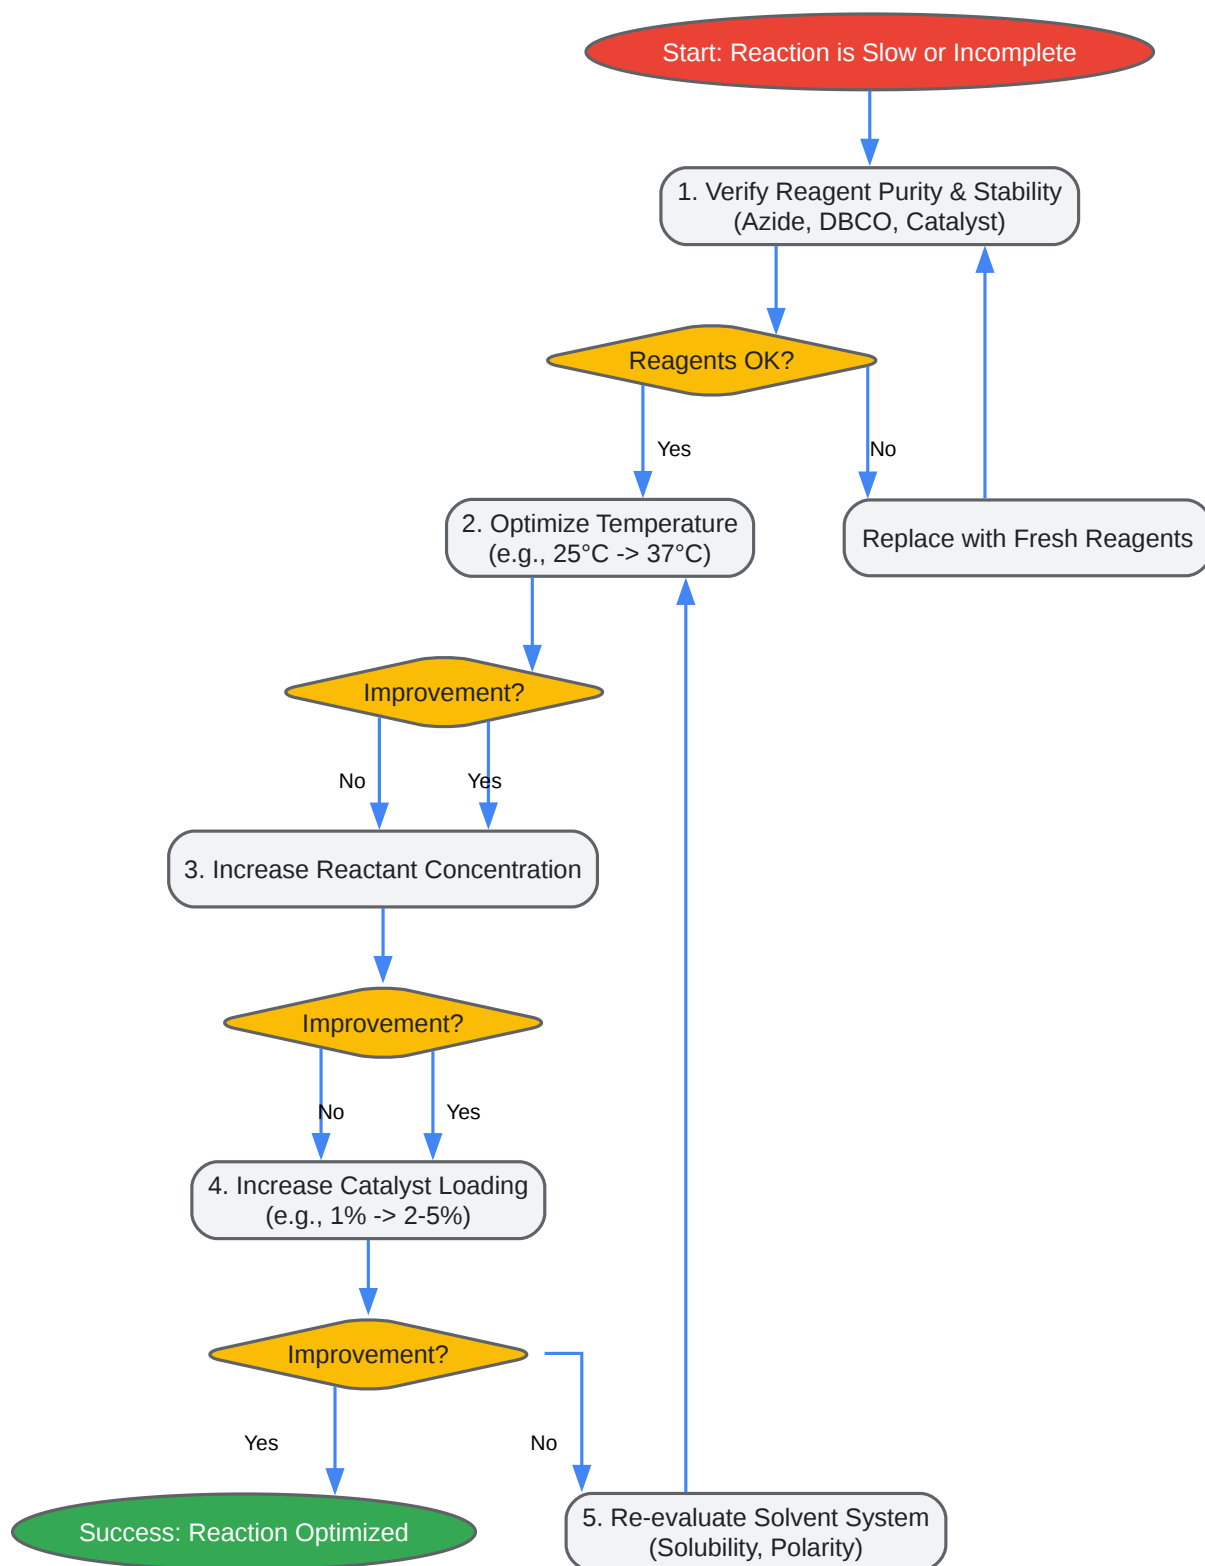 Start: Reaction is Slow or Incomplete
1. Verify Reagent Purity & Stability
(Azide, DBCO, Catalyst)
Reagents OK?
Yes
No
2. Optimize Temperature
(e.g., 25°C -> 37°C)
Replace with Fresh Reagents
Improvement?
No
Yes
3. Increase Reactant Concentration
Improvement?
No
Yes
4. Increase Catalyst Loading
(e.g., 1% -> 2-5%)
Improvement?
Yes
No
Success: Reaction Optimized
5. Re-evaluate Solvent System
(Solubility, Polarity)